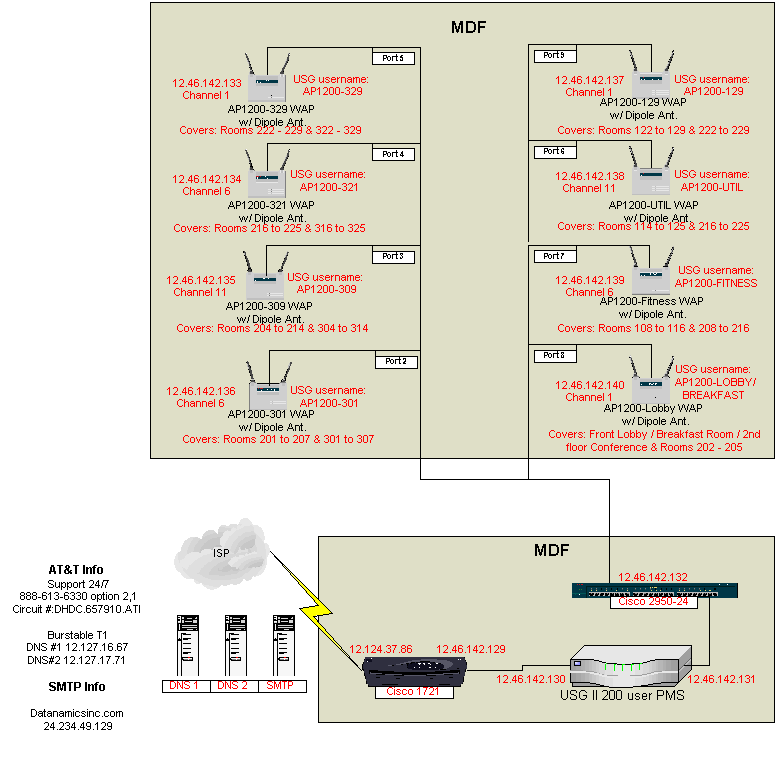 MDF
Port 5
12.46.142.133
Channel 1
USG username:
AP1200-329
AP1200-329 WAP
w/ Dipole Ant.
Covers: Rooms 222 - 229 & 322 - 329
Port 4
12.46.142.134
Channel 6
USG username:
AP1200-321
AP1200-321 WAP
w/ Dipole Ant.
Covers: Rooms 216 to 225 & 316 to 325
Port 3
12.46.142.135
Channel 11
USG username:
AP1200-309
AP1200-309 WAP
w/ Dipole Ant.
Covers: Rooms 204 to 214 & 304 to 314
Port 2
12.46.142.136
Channel 6
USG username:
AP1200-301
AP1200-301 WAP
w/ Dipole Ant.
Covers: Rooms 201 to 207 & 301 to 307
Port 9
12.46.142.137
Channel 1
USG username:
AP1200-129
AP1200-129 WAP
w/ Dipole Ant.
Covers: Rooms 122 to 129 & 222 to 229
Port 6
12.46.142.138
Channel 11
USG username:
AP1200-UTIL
AP1200-UTIL WAP
w/ Dipole Ant.
Covers: Rooms 114 to 125 & 216 to 225
Port 7
12.46.142.139
Channel 6
USG username:
AP1200-FITNESS
AP1200-Fitness WAP
w/ Dipole Ant.
Covers: Rooms 108 to 116 & 208 to 216
Port 8
12.46.142.140
Channel 1
USG username:
AP1200-LOBBY/
BREAKFAST
AP1200-Lobby WAP
w/ Dipole Ant.
Covers: Front Lobby / Breakfast Room / 2nd
floor Conference & Rooms 202 - 205
ISP
AT&T Info
Support 24/7
888-613-6330 option 2,1
Circuit #:DHDC.657910.ATI
Burstable T1
DNS #1 12.127.16.67
DNS#2 12.127.17.71
SMTP Info
Datanamicsinc.com
24.234.49.129
DNS 1
DNS 2
SMTP
MDF
12.46.142.132
Cisco 2950-24
12.124.37.86
12.46.142.129
Cisco 1721
12.46.142.130
12.46.142.131
USG II 200 user PMS